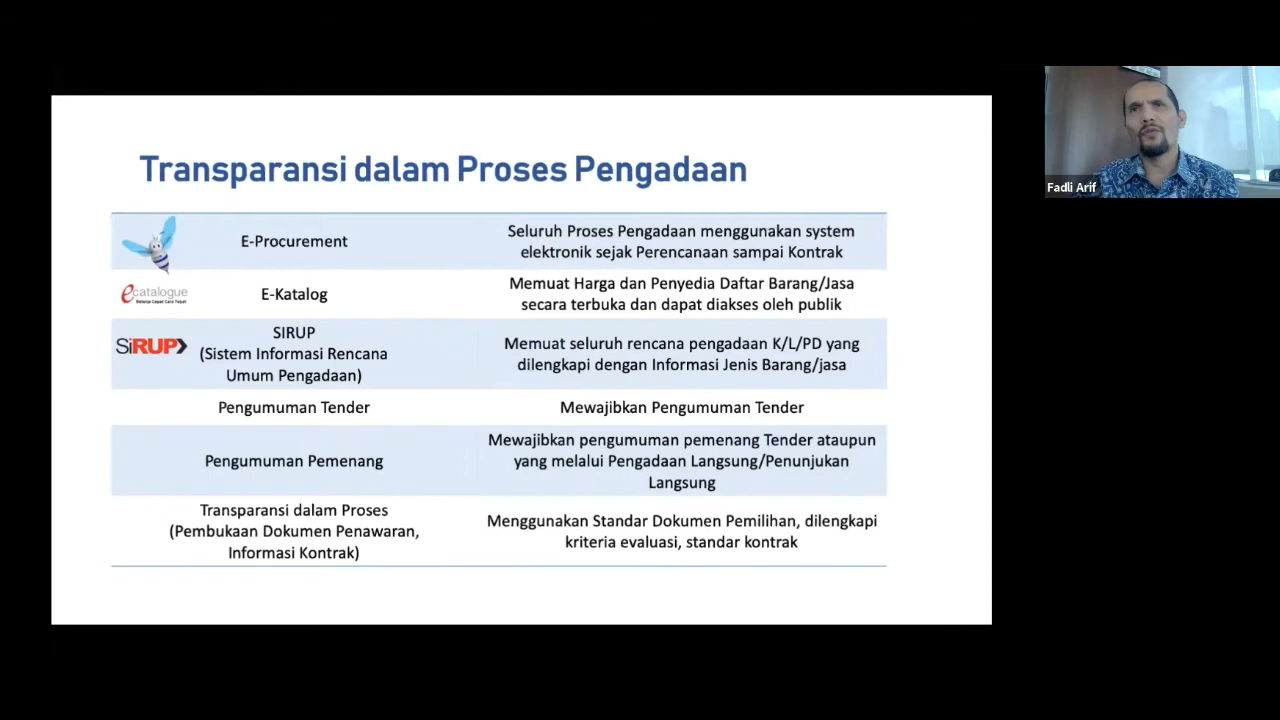 Transparansi dalam Proses Pengadaan
E-Procurement
Seluruh Proses Pengadaan menggunakan system
elektronik sejak Perencanaan sampai Kontrak
ecatalogue
Belanja Cepat Cara Tepat
E-Katalog
Memuat Harga dan Penyedia Daftar Barang/Jasa
secara terbuka dan dapat diakses oleh publik
SiRUP
SIRUP
(Sistem Informasi Rencana
Umum Pengadaan)
Memuat seluruh rencana pengadaan K/L/PD yang
dilengkapi dengan Informasi Jenis Barang/jasa
Pengumuman Tender
Mewajibkan Pengumuman Tender
Pengumuman Pemenang
Mewajibkan pengumuman pemenang Tender ataupun
yang melalui Pengadaan Langsung/Penunjukan
Langsung
Transparansi dalam Proses
(Pembukaan Dokumen Penawaran,
Informasi Kontrak)
Menggunakan Standar Dokumen Pemilihan, dilengkapi
kriteria evaluasi, standar kontrak
Fadli Arif